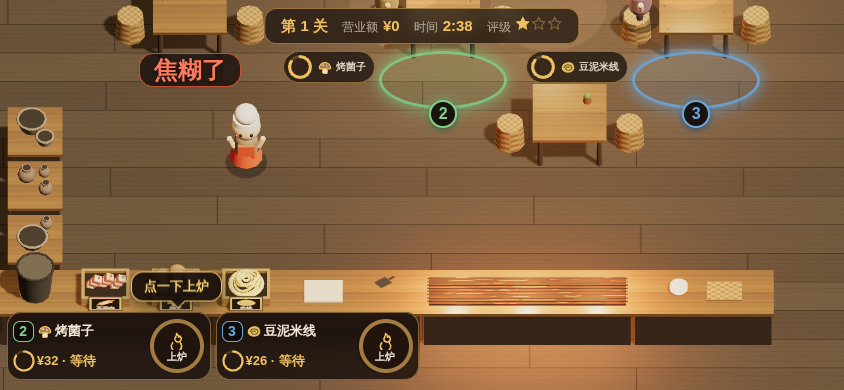 第 1 关 营业额 ¥0 时间 2:38 评级
焦糊了
烤菌子
豆泥米线
2
3
点一下上炉
2 烤菌子
¥32 · 等待
上炉
3 豆泥米线
¥26 · 等待
上炉